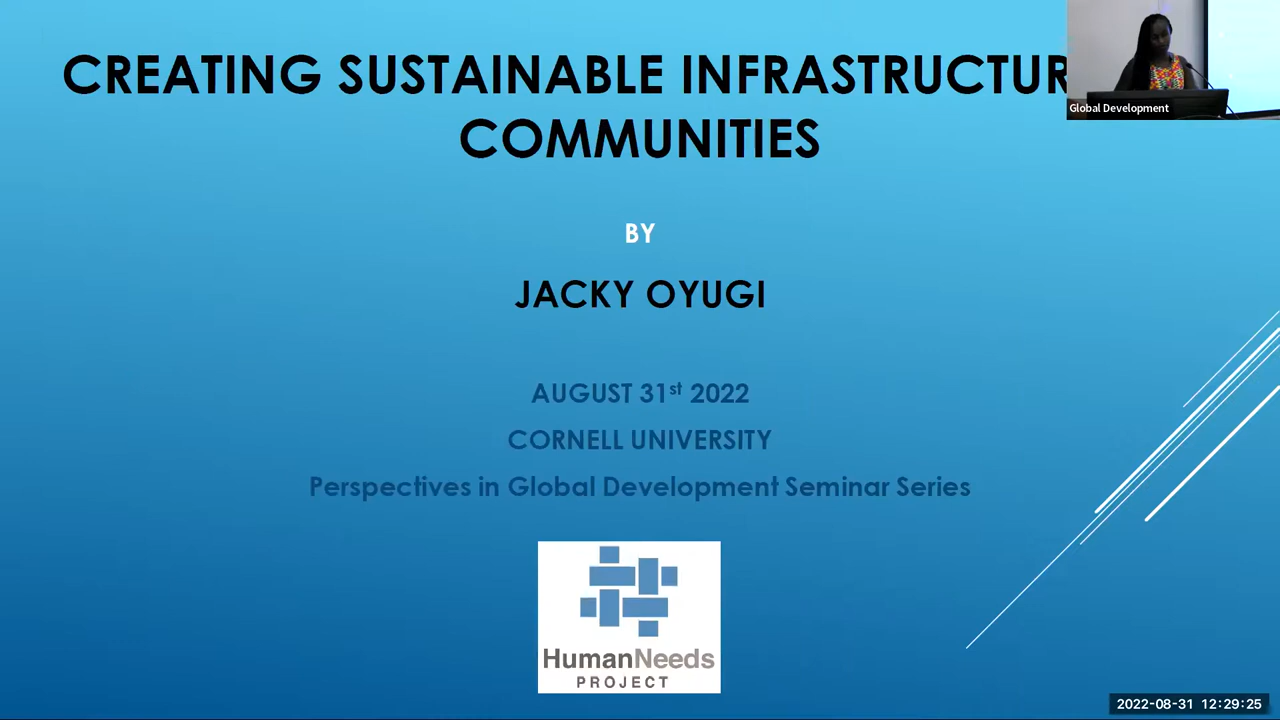 CREATING SUSTAINABLE INFRASTRUCTUR
COMMUNITIES
Global Development
BY
JACKY OYUGI
AUGUST 31st 2022
CORNELL UNIVERSITY
Perspectives in Global Development Seminar Series
HumanNeeds
PROJECT
2022-08-31 12:29:25